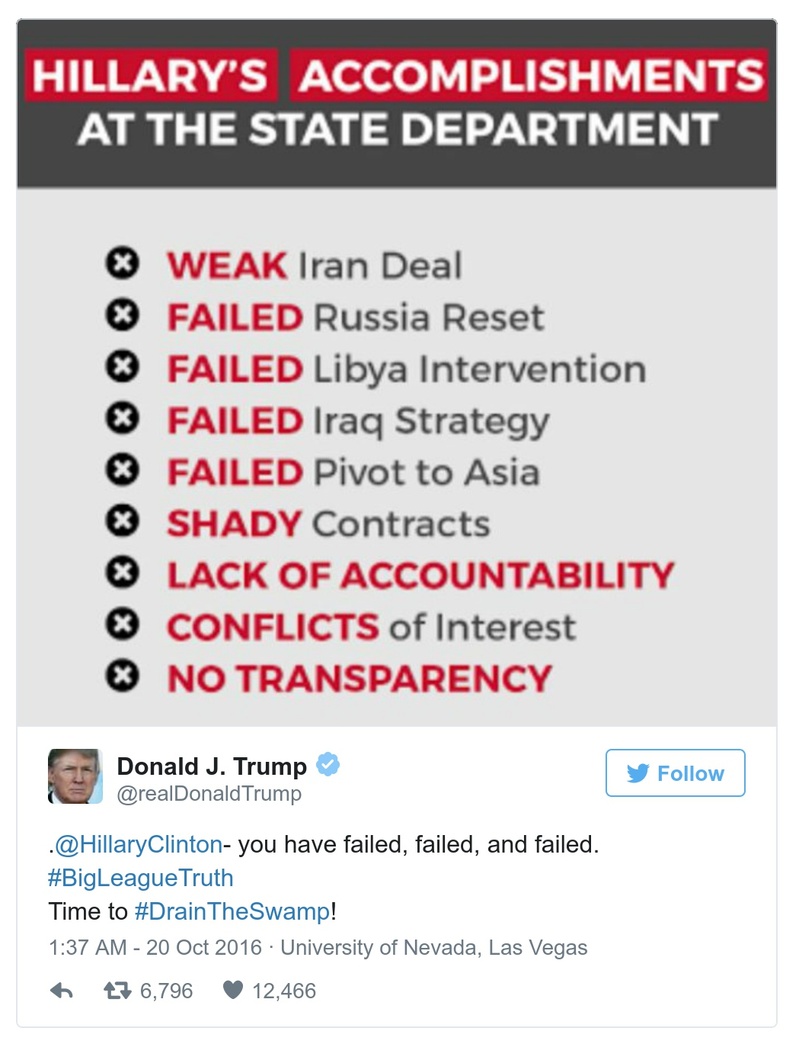 HILLARY'S ACCOMPLISHMENTS
AT THE STATE DEPARTMENT
WEAK Iran Deal
FAILED Russia Reset
FAILED Libya Intervention
FAILED Iraq Strategy
FAILED Pivot to Asia
SHADY Contracts
LACK OF ACCOUNTABILITY
CONFLICTS of Interest
NO TRANSPARENCY
Donald J. Trump
@realDonaldTrump
Follow
.@HillaryClinton- you have failed, failed, and failed.
#BigLeagueTruth
Time to #DrainTheSwamp!
1:37 AM - 20 Oct 2016 · University of Nevada, Las Vegas
6,796 12,466